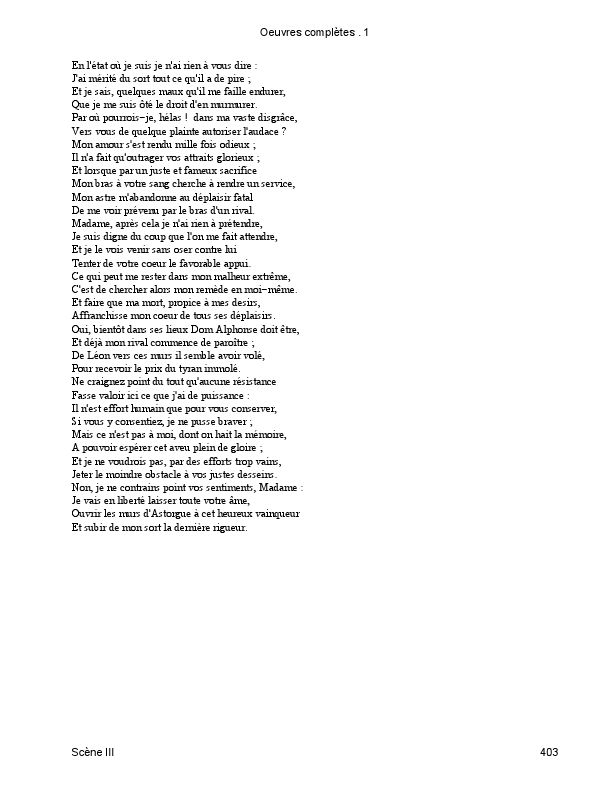 Oeuvres complètes . 1
En l'état où je suis je n'ai rien à vous dire :
J'ai mérité du sort tout ce qu'il a de pire ;
Et je sais, quelques maux qu'il me faille endurer,
Que je me suis ôté le droit d'en murmurer.
Par où pourrois−je, hélas !  dans ma vaste disgrâce,
Vers vous de quelque plainte autoriser l'audace ?
Mon amour s'est rendu mille fois odieux ;
Il n'a fait qu'outrager vos attraits glorieux ;
Et lorsque par un juste et fameux sacrifice
Mon bras à votre sang cherche à rendre un service,
Mon astre m'abandonne au déplaisir fatal
De me voir prévenu par le bras d'un rival.
Madame, après cela je n'ai rien à prétendre,
Je suis digne du coup que l'on me fait attendre,
Et je le vois venir sans oser contre lui
Tenter de votre coeur le favorable appui.
Ce qui peut me rester dans mon malheur extrême,
C'est de chercher alors mon remède en moi−même.
Et faire que ma mort, propice à mes desirs,
Affranchisse mon coeur de tous ses déplaisirs.
Oui, bientôt dans ses lieux Dom Alphonse doit être,
Et déjà mon rival commence de paroître ;
De Léon vers ces murs il semble avoir volé,
Pour recevoir le prix du tyran immolé.
Ne craignez point du tout qu'aucune résistance
Fasse valoir ici ce que j'ai de puissance :
Il n'est effort humain que pour vous conserver,
Si vous y consentiez, je ne pusse braver ;
Mais ce n'est pas à moi, dont on hait la mémoire,
A pouvoir espérer cet aveu plein de gloire ;
Et je ne voudrois pas, par des efforts trop vains,
Jeter le moindre obstacle à vos justes desseins.
Non, je ne contrains point vos sentiments, Madame :
Je vais en liberté laisser toute votre âme,
Ouvrir les murs d'Astorgue à cet heureux vainqueur
Et subir de mon sort la dernière rigueur.
Scène III
403